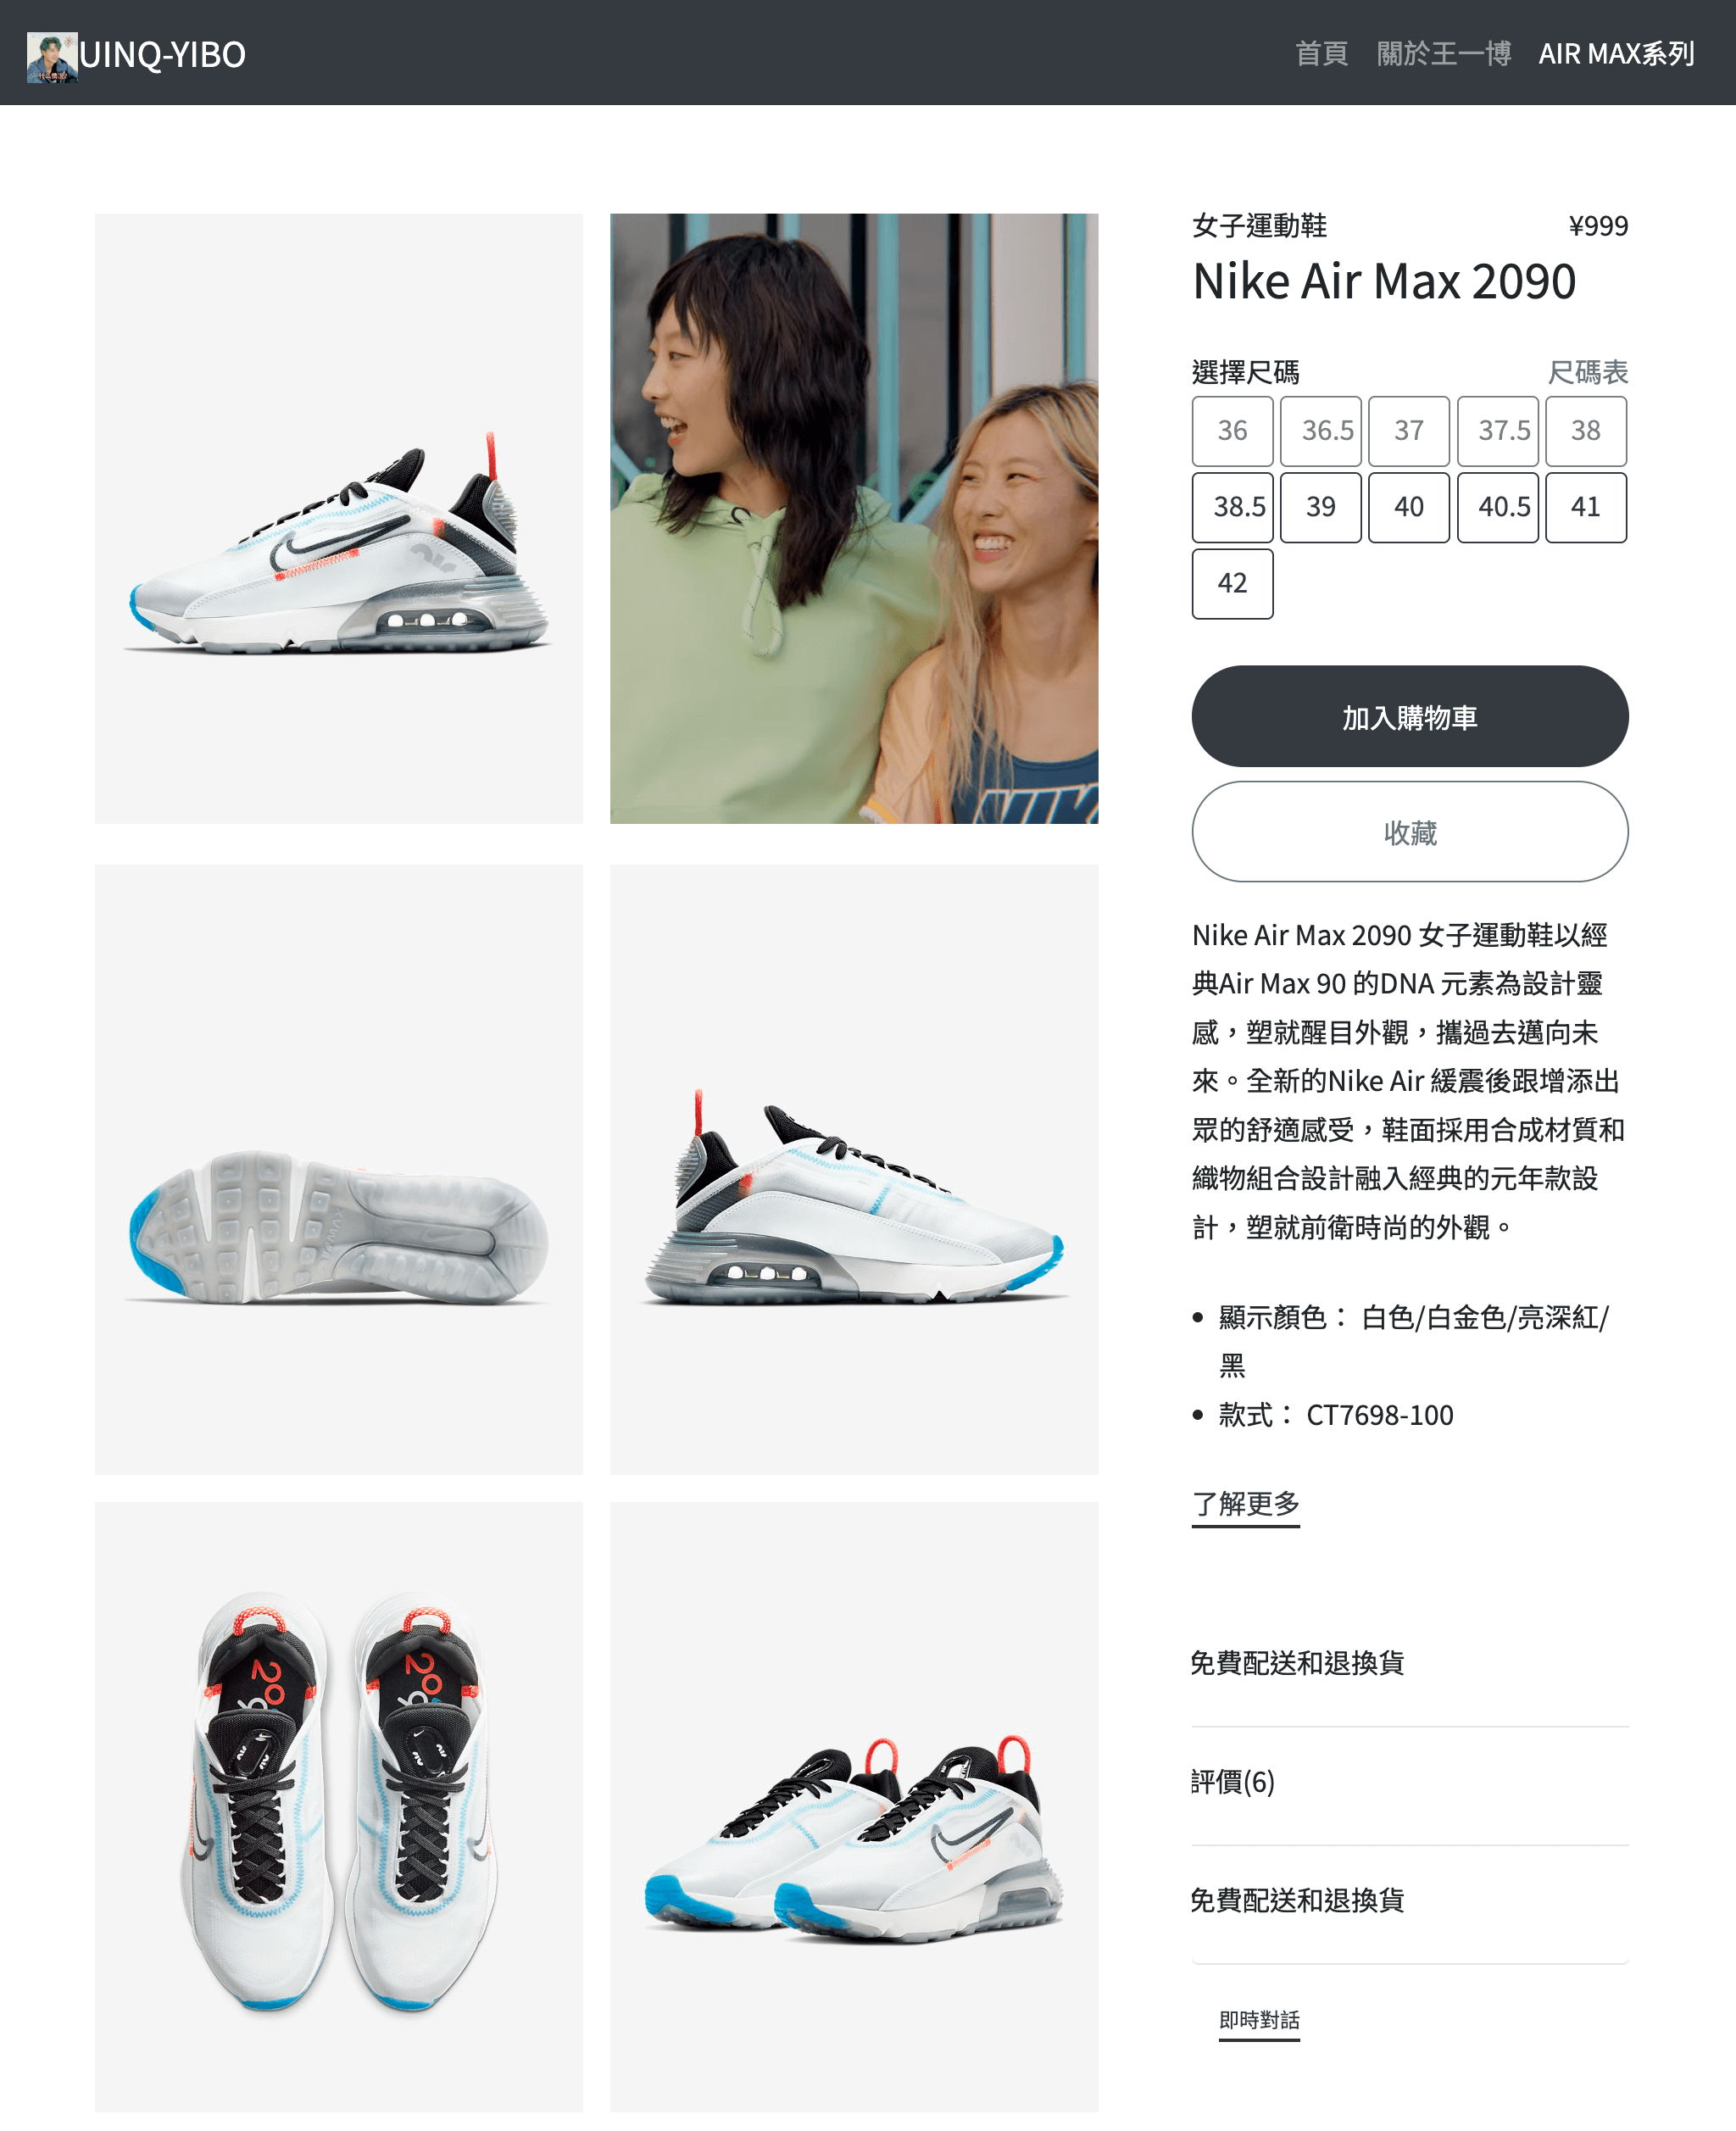 UINQ-YIBO
首頁 關於王一博 AIR MAX系列
女子運動鞋 ¥999
Nike Air Max 2090
選擇尺碼 尺碼表
36 36.5 37 37.5 38
38.5 39 40 40.5 41
42
加入購物車
收藏
Nike Air Max 2090 女子運動鞋以經
典Air Max 90 的DNA 元素為設計靈
感，塑就醒目外觀，攜過去邁向未
來。全新的Nike Air 緩震後跟增添出
眾的舒適感受，鞋面採用合成材質和
織物組合設計融入經典的元年款設
計，塑就前衛時尚的外觀。
顯示顏色： 白色/白金色/亮深紅/
黑
款式： CT7698-100
了解更多
免費配送和退換貨
評價(6)
免費配送和退換貨
即時對話